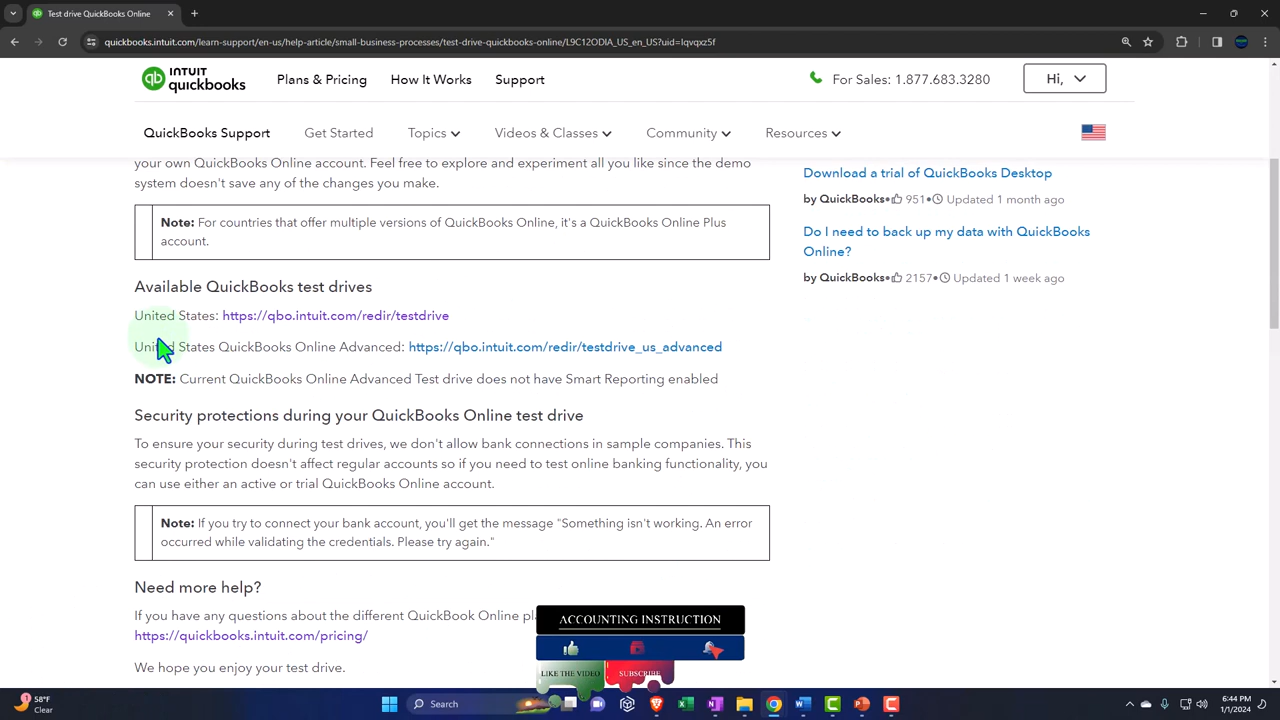 Test drive QuickBooks Online
quickbooks.intuit.com/learn-support/en-us/help-article/small-business-processes/test-drive-quickbooks-online/L9C12ODIA_US_en_US?uid=lqvqxz5f
INTUIT
quickbooks
Plans & Pricing
How It Works
Support
For Sales: 1.877.683.3280
Hi,
QuickBooks Support
Get Started
Topics
Videos & Classes
Community
Resources
your own QuickBooks Online account. Feel free to explore and experiment all you like since the demo
system doesn't save any of the changes you make.
Note: For countries that offer multiple versions of QuickBooks Online, it's a QuickBooks Online Plus
account.
Available QuickBooks test drives
United States: https://qbo.intuit.com/redir/testdrive
United States QuickBooks Online Advanced: https://qbo.intuit.com/redir/testdrive_us_advanced
NOTE: Current QuickBooks Online Advanced Test drive does not have Smart Reporting enabled
Security protections during your QuickBooks Online test drive
To ensure your security during test drives, we don't allow bank connections in sample companies. This
security protection doesn't affect regular accounts so if you need to test online banking functionality, you
can use either an active or trial QuickBooks Online account.
Note: If you try to connect your bank account, you'll get the message "Something isn't working. An error
occurred while validating the credentials. Please try again."
Need more help?
If you have any questions about the different QuickBook Online
https://quickbooks.intuit.com/pricing/
We hope you enjoy your test drive.
Download a trial of QuickBooks Desktop
by QuickBooks• 951• Updated 1 month ago
Do I need to back up my data with QuickBooks
Online?
by QuickBooks• 2157• Updated 1 week ago
ACCOUNTING INSTRUCTION
LIKE THE VIDEO
SUBSCRIBE
58°F
Clear
Search
6:44 PM
1/1/2024